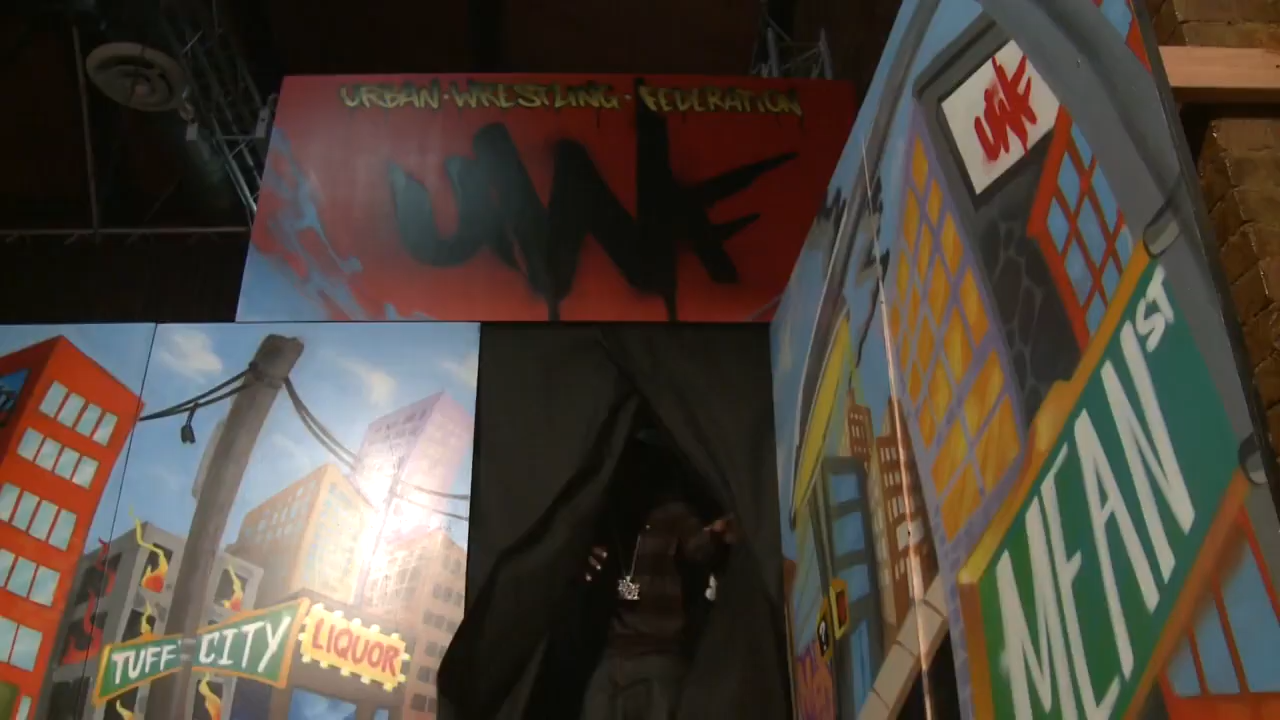 URBAN·WRESTLING·FEDERATION
UWF
UWF
MEAN ST
TUFF CITY
LIQUOR
?